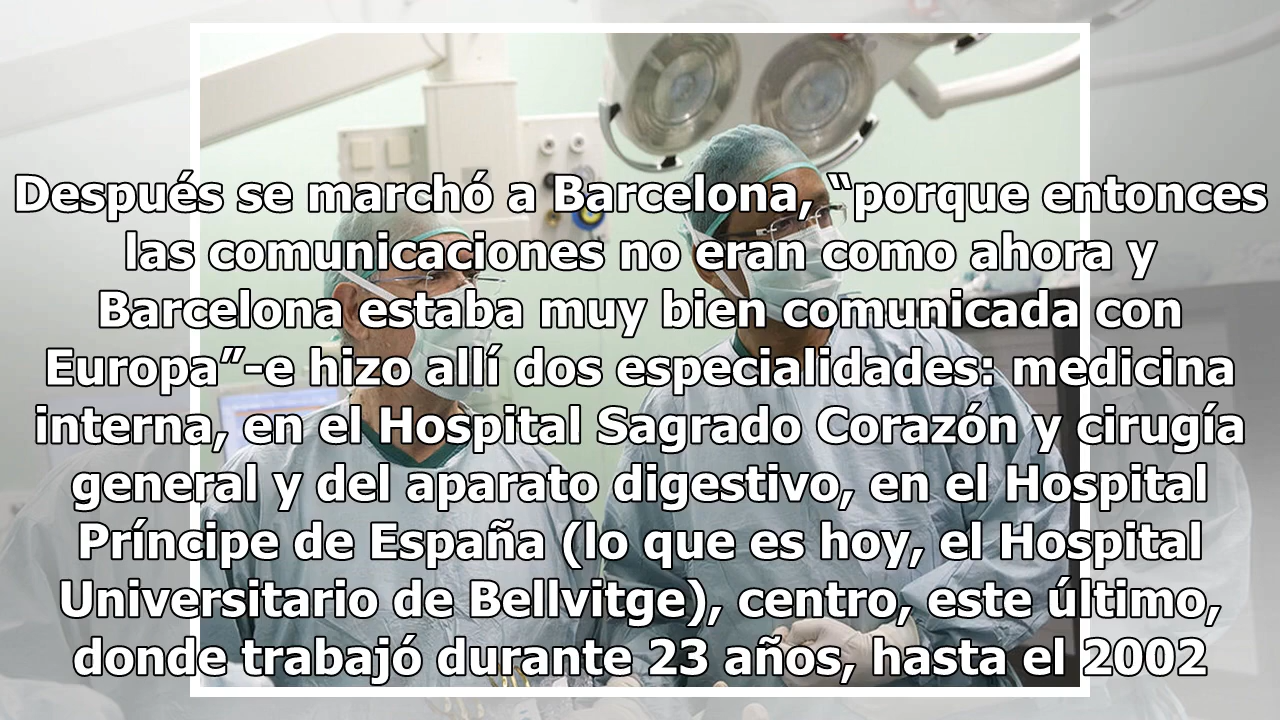 Después se marchó a Barcelona, “porque entonces
las comunicaciones no eran como ahora y
Barcelona estaba muy bien comunicada con
Europa”-e hizo allí dos especialidades: medicina
interna, en el Hospital Sagrado Corazón y cirugía
general y del aparato digestivo, en el Hospital
Príncipe de España (lo que es hoy, el Hospital
Universitario de Bellvitge), centro, este último,
donde trabajó durante 23 años, hasta el 2002